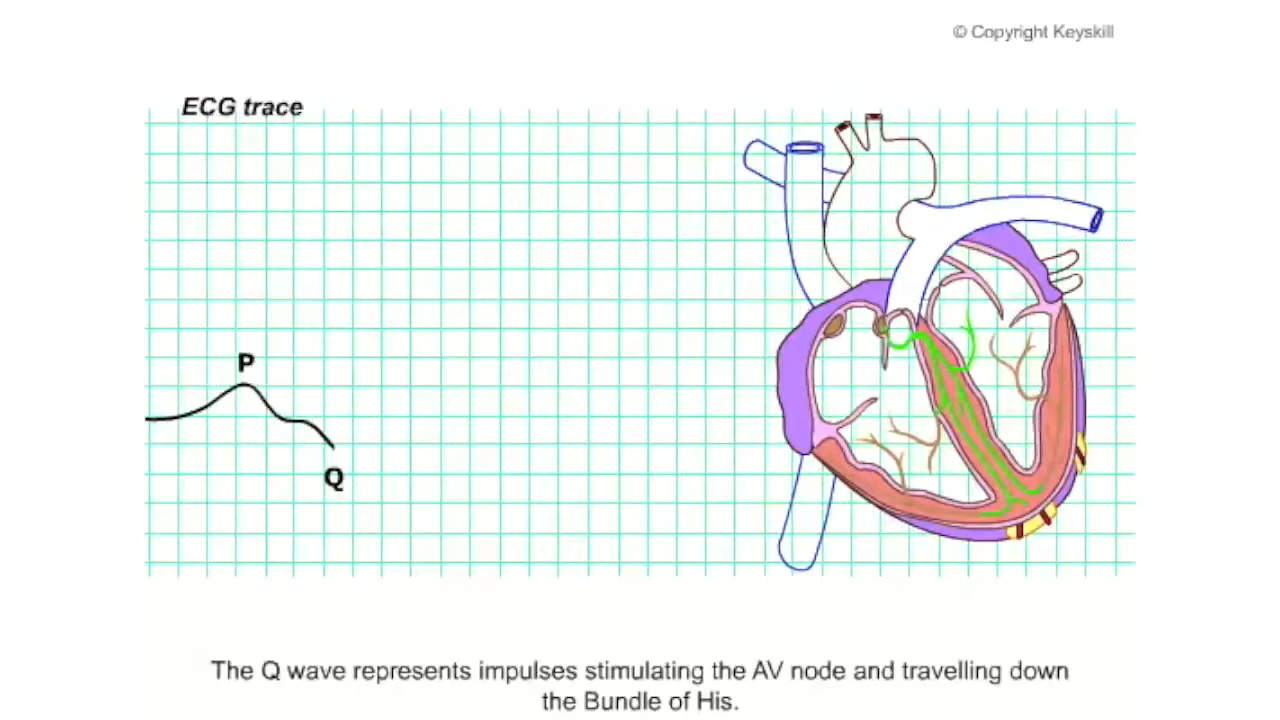 © Copyright Keyskill
ECG trace
P
Q
The Q wave represents impulses stimulating the AV node and travelling down
the Bundle of His.